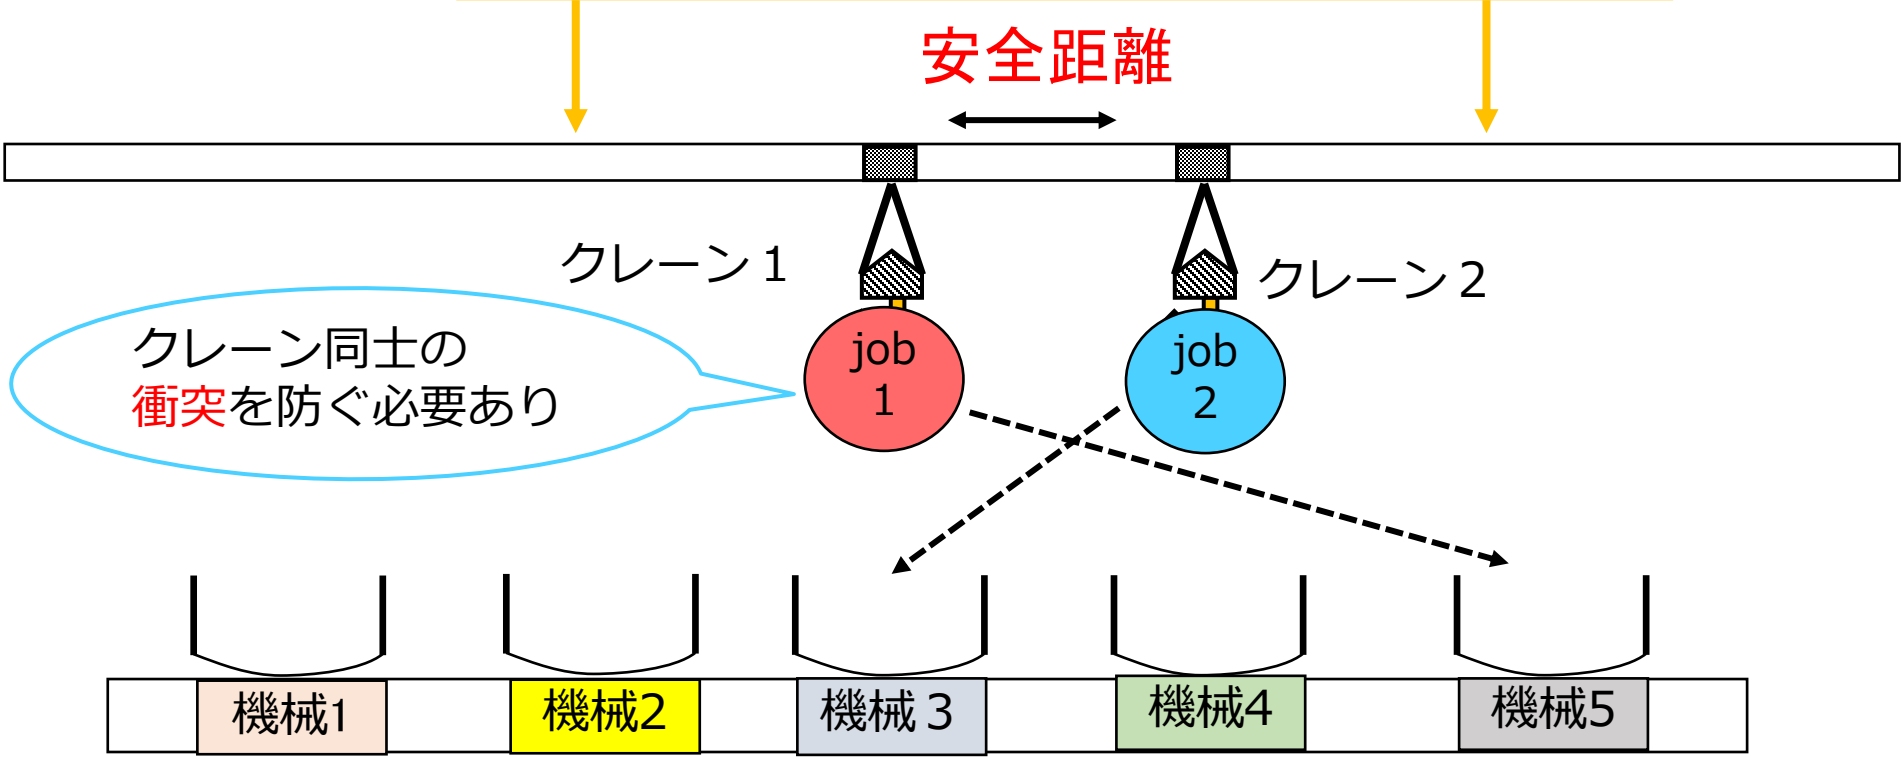 安全距離
クレーン１
クレーン２
クレーン同士の
衝突を防ぐ必要あり
job
1
job
2
機械1
機械2
機械３
機械4
機械5